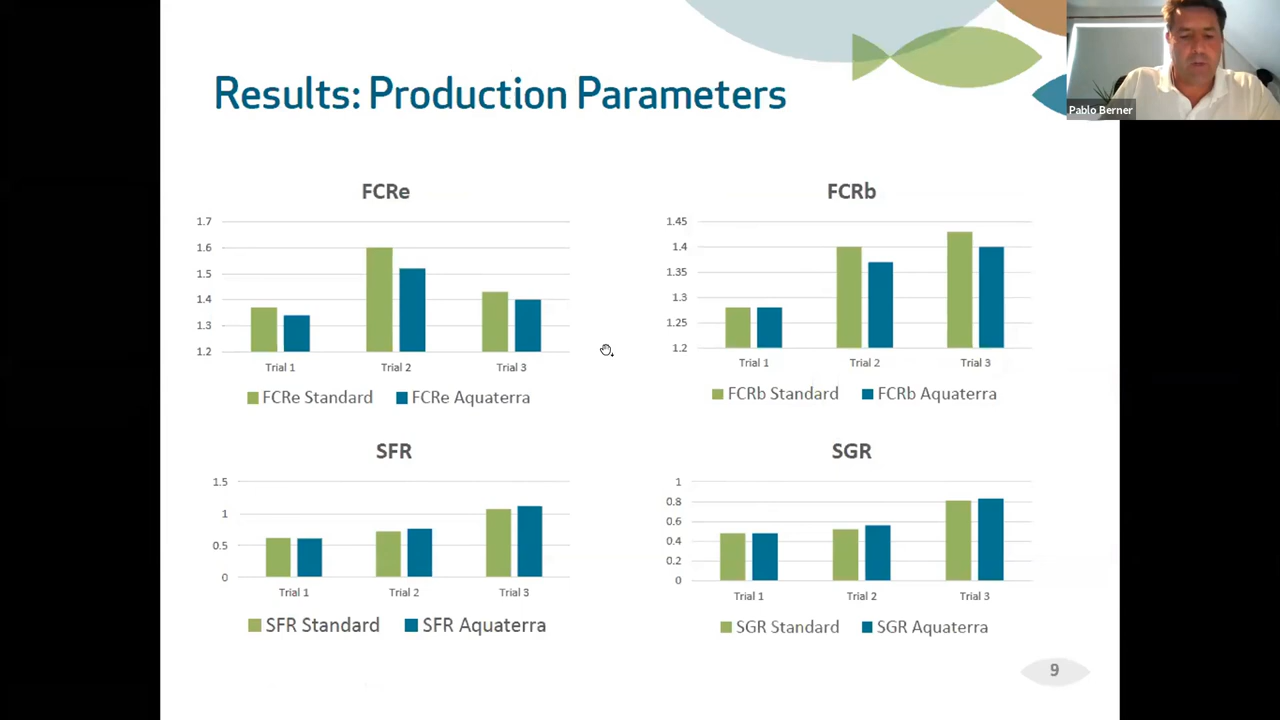 Results: Production Parameters
Pablo Berner
FCRe
1.7
1.6
1.5
1.4
1.3
1.2
Trial 1 Trial 2 Trial 3
FCRe Standard FCRe Aquaterra
FCRb
1.45
1.4
1.35
1.3
1.25
1.2
Trial 1 Trial 2 Trial 3
FCRb Standard FCRb Aquaterra
SFR
1.5
1
0.5
0
Trial 1 Trial 2 Trial 3
SFR Standard SFR Aquaterra
SGR
1
0.8
0.6
0.4
0.2
0
Trial 1 Trial 2 Trial 3
SGR Standard SGR Aquaterra
9